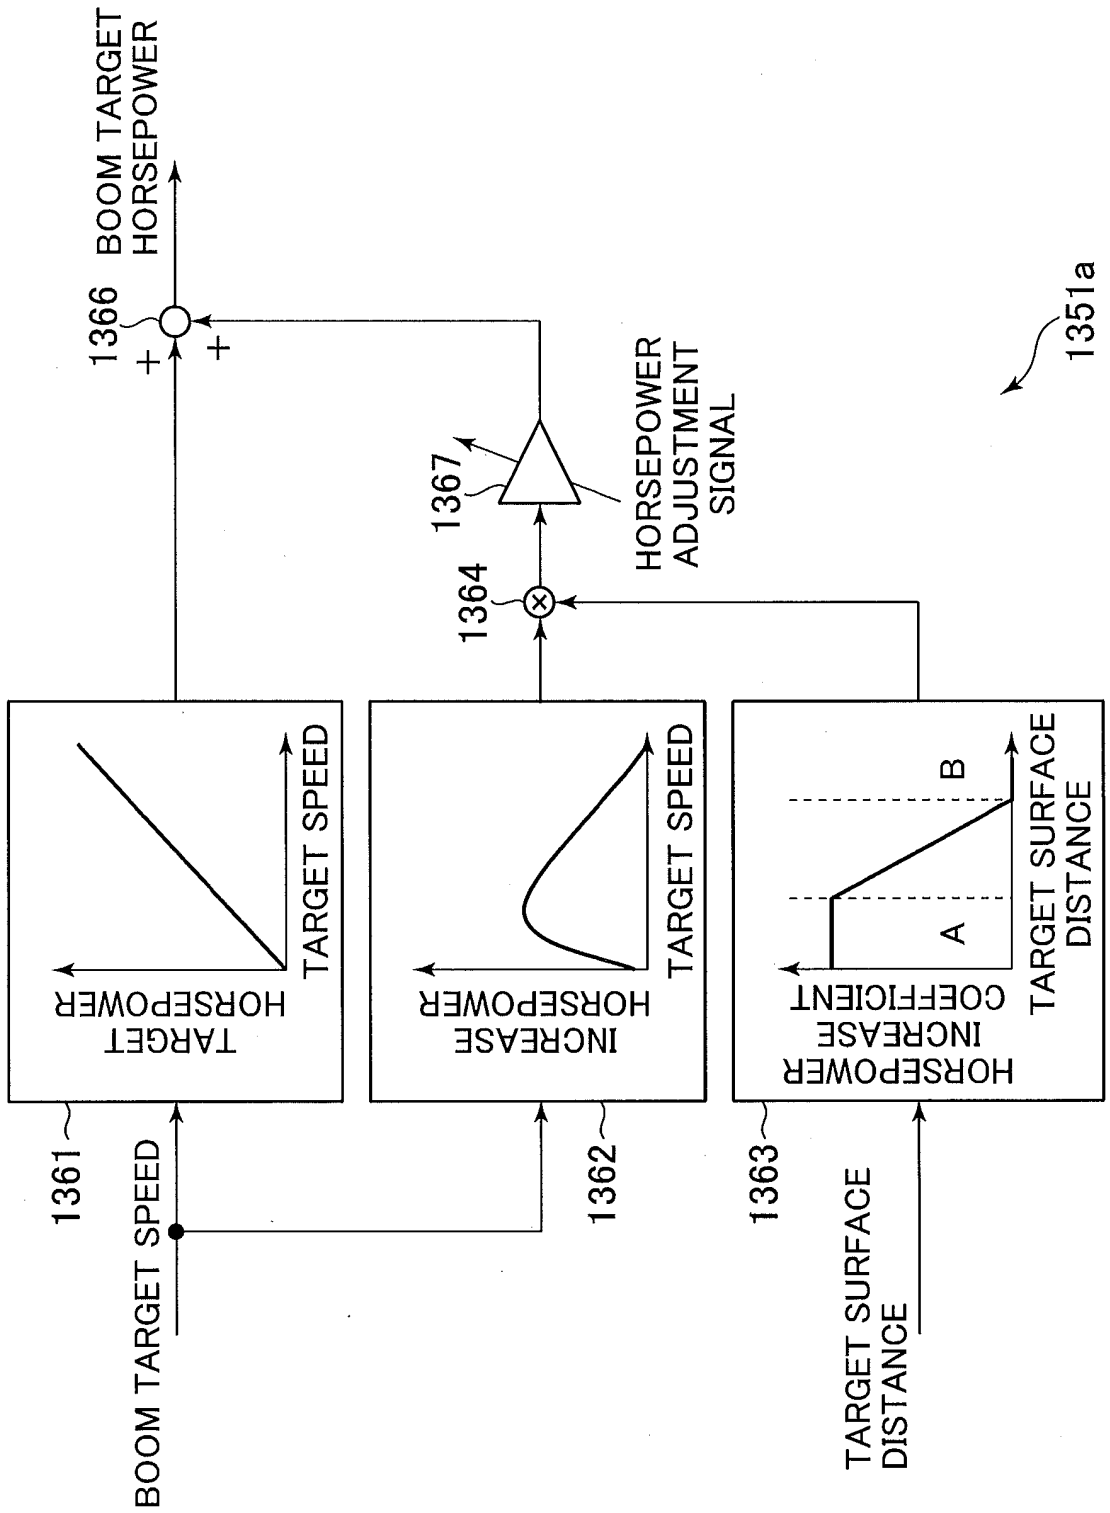 BOOM TARGET SPEED
1361
TARGET
HORSEPOWER
TARGET SPEED
1366
+
+
BOOM TARGET
HORSEPOWER
1362
INCREASE
HORSEPOWER
TARGET SPEED
1364
×
1367
HORSEPOWER
ADJUSTMENT
SIGNAL
TARGET SURFACE
DISTANCE
1363
HORSEPOWER
INCREASE
COEFFICIENT
A
B
TARGET SURFACE
DISTANCE
1351a